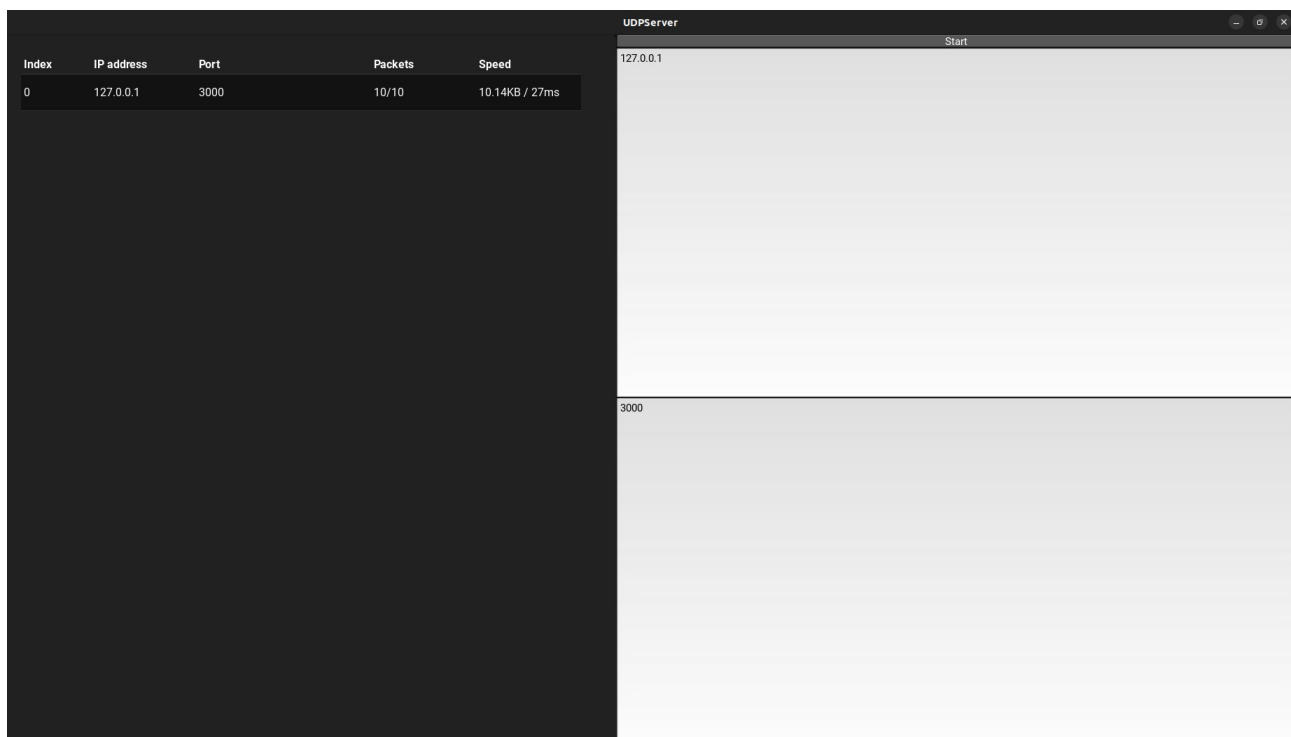 UDPServer
Index IP address Port Packets Speed
0 127.0.0.1 3000 10/10 10.14KB / 27ms
Start
127.0.0.1
3000